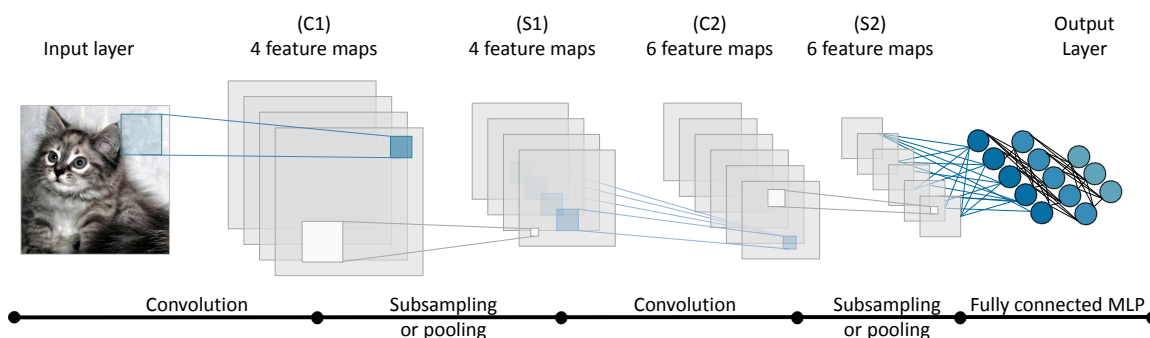 (C1)
(S1)
(C2)
(S2)
Output
Input layer
4 feature maps
4 feature maps
6 feature maps
6 feature maps
Layer
Convolution
Subsampling
or pooling
Convolution
Subsampling
or pooling
Fully connected MLP